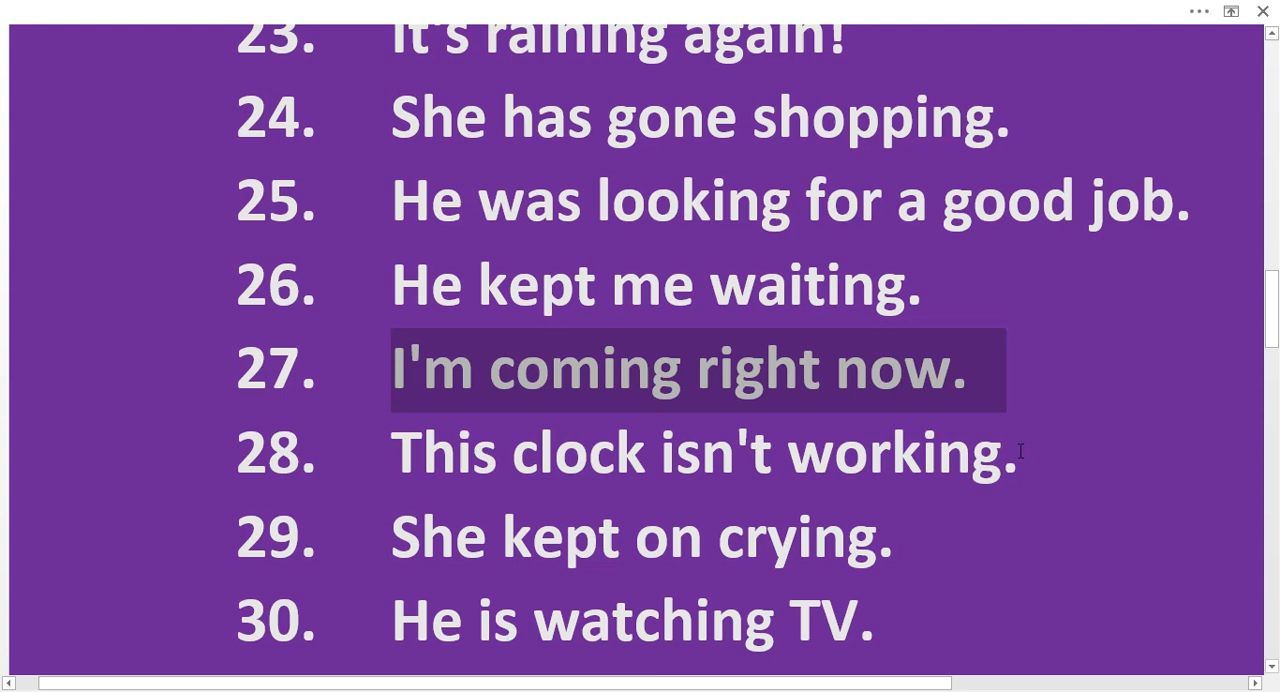 23. It's raining again!
24. She has gone shopping.
25. He was looking for a good job.
26. He kept me waiting.
27. I'm coming right now.
28. This clock isn't working.
29. She kept on crying.
30. He is watching TV.